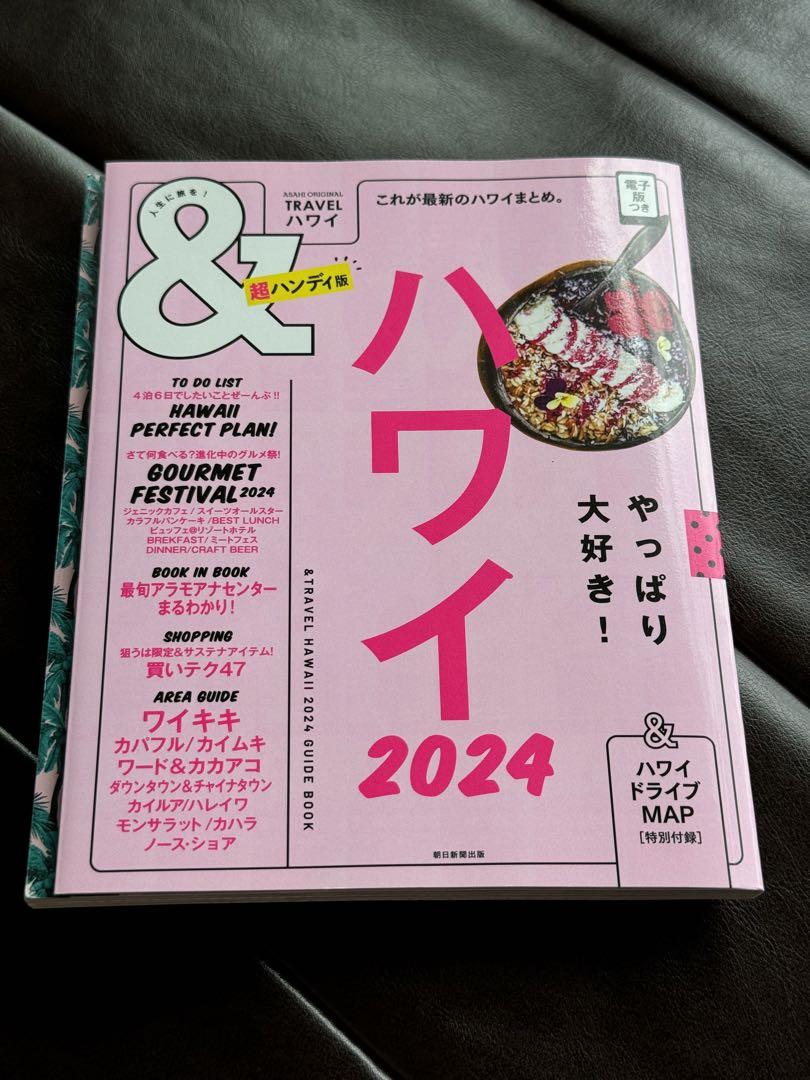 人生に旅を！
&
ASAHI ORIGINAL
TRAVEL
ハワイ
これが最新のハワイまとめ。
電子
版
つき
超ハンディ版
ハワイ
2024
やっぱり
大好き！
TO DO LIST
4泊6日でしたいことぜーんぶ!!
HAWAII
PERFECT PLAN!
さて何食べる?進化中のグルメ祭!
GOURMET
FESTIVAL 2024
ジェニックカフェ/スイーツオールスター
カラフルパンケーキ/BEST LUNCH
ビュッフェ@リゾートホテル
BREKFAST/ミートフェス
DINNER/CRAFT BEER
BOOK IN BOOK
最旬アラモアナセンター
まるわかり!
SHOPPING
狙うは限定&サステナアイテム!
買いテク47
AREA GUIDE
ワイキキ
カパフル/カイムキ
ワード&カカアコ
ダウンタウン&チャイナタウン
カイルア/ハレイワ
モンサラット/カハラ
ノース・ショア
&TRAVEL HAWAII 2024 GUIDE BOOK
&
ハワイ
ドライブ
MAP
[特別付録]
朝日新聞出版